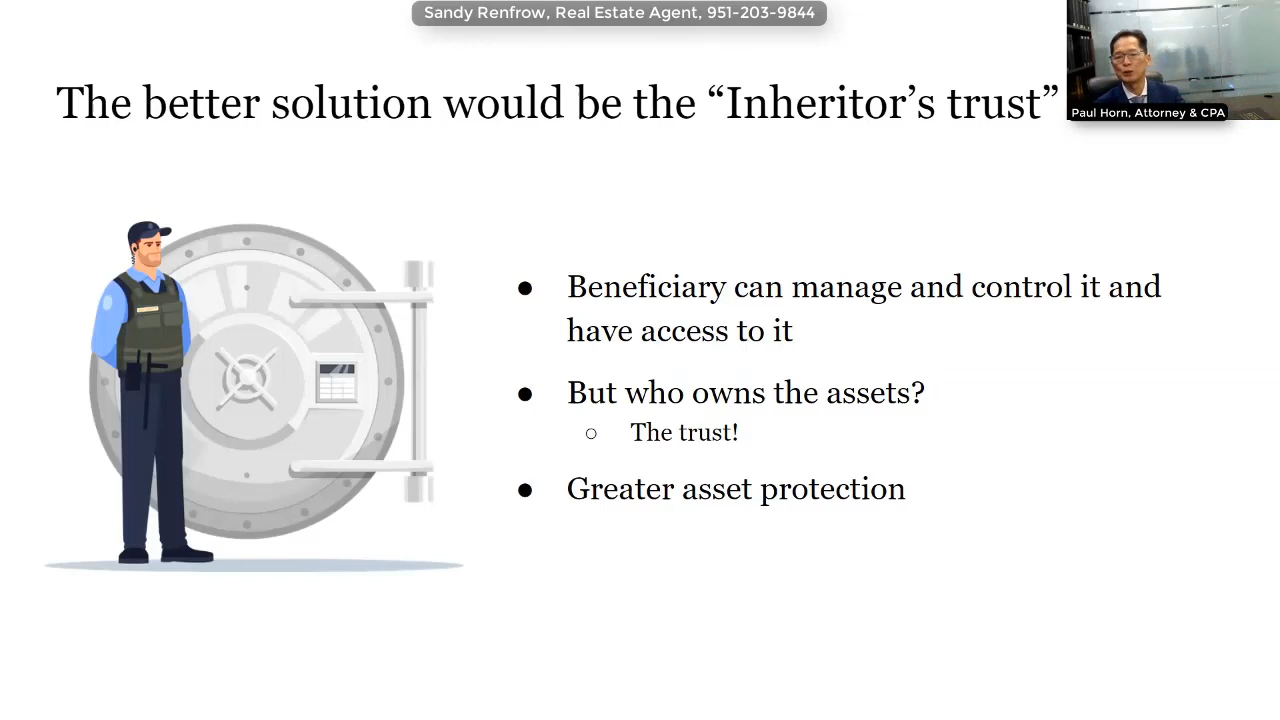 Sandy Renfrow, Real Estate Agent, 951-203-9844
The better solution would be the “Inheritor’s trust”
Paul Horn, Attorney & CPA
● Beneficiary can manage and control it and
have access to it
● But who owns the assets?
○ The trust!
● Greater asset protection